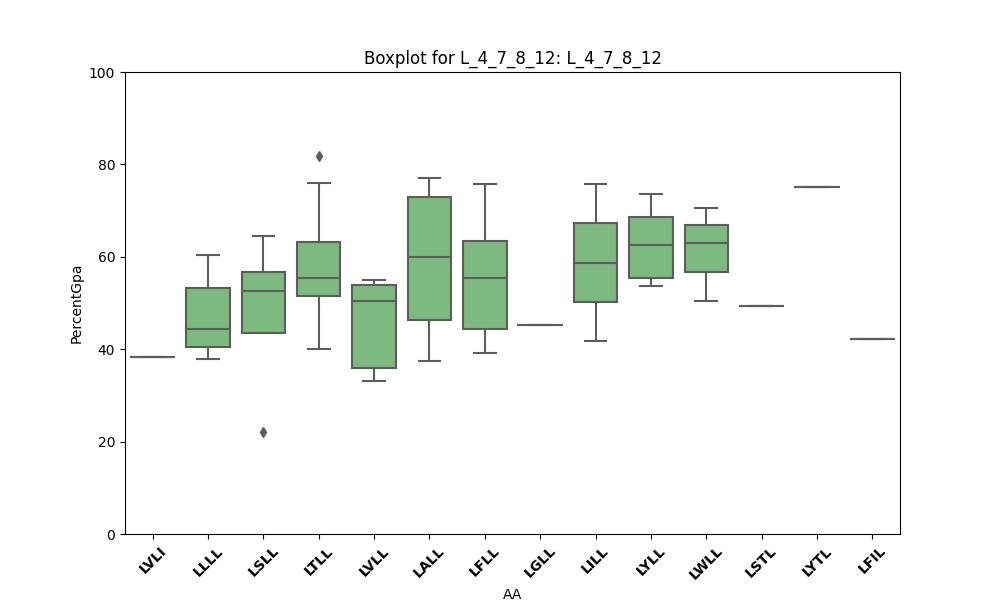 Boxplot for L_4_7_8_12: L_4_7_8_12
100
80
60
40
20
0
PercentGpa
LVLI LLLL LSLL LTLL LVLL LALL LFLL LGLL LILL LYLL LWLL LSTL LYTL LFIL
AA